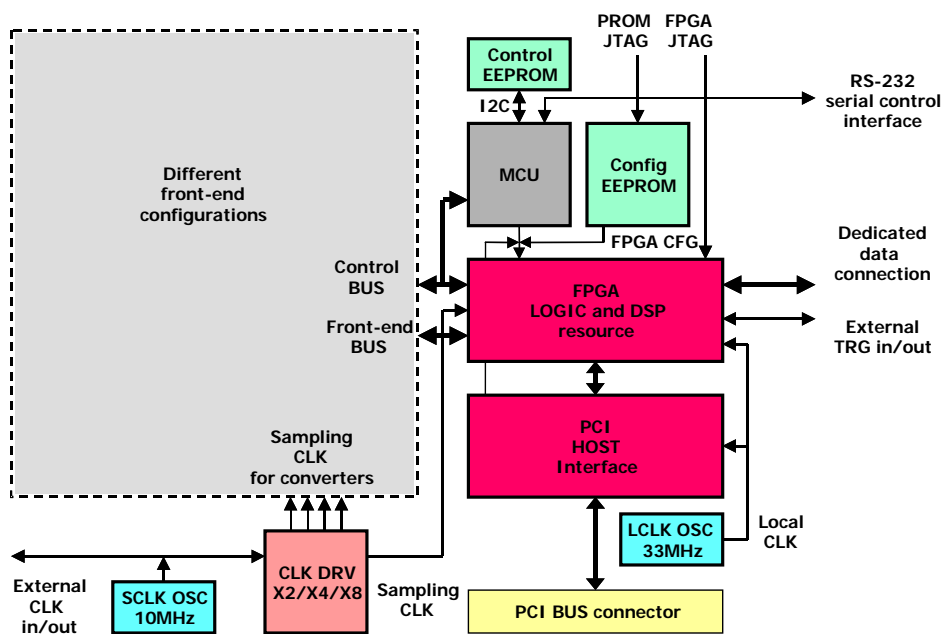 PROM
JTAG
FPGA
JTAG
Control
EEPROM
I2C
RS-232
serial control
interface
MCU
Config
EEPROM
Different
front-end
configurations
FPGA CFG
Dedicated
data
connection
Control
BUS
FPGA
LOGIC and DSP
resource
Front-end
BUS
External
TRG in/out
PCI
HOST
Interface
Sampling
CLK
for converters
LCLK OSC
33MHz
Local
CLK
External
CLK
in/out
SCLK OSC
10MHz
CLK DRV
X2/X4/X8
Sampling
CLK
PCI BUS connector